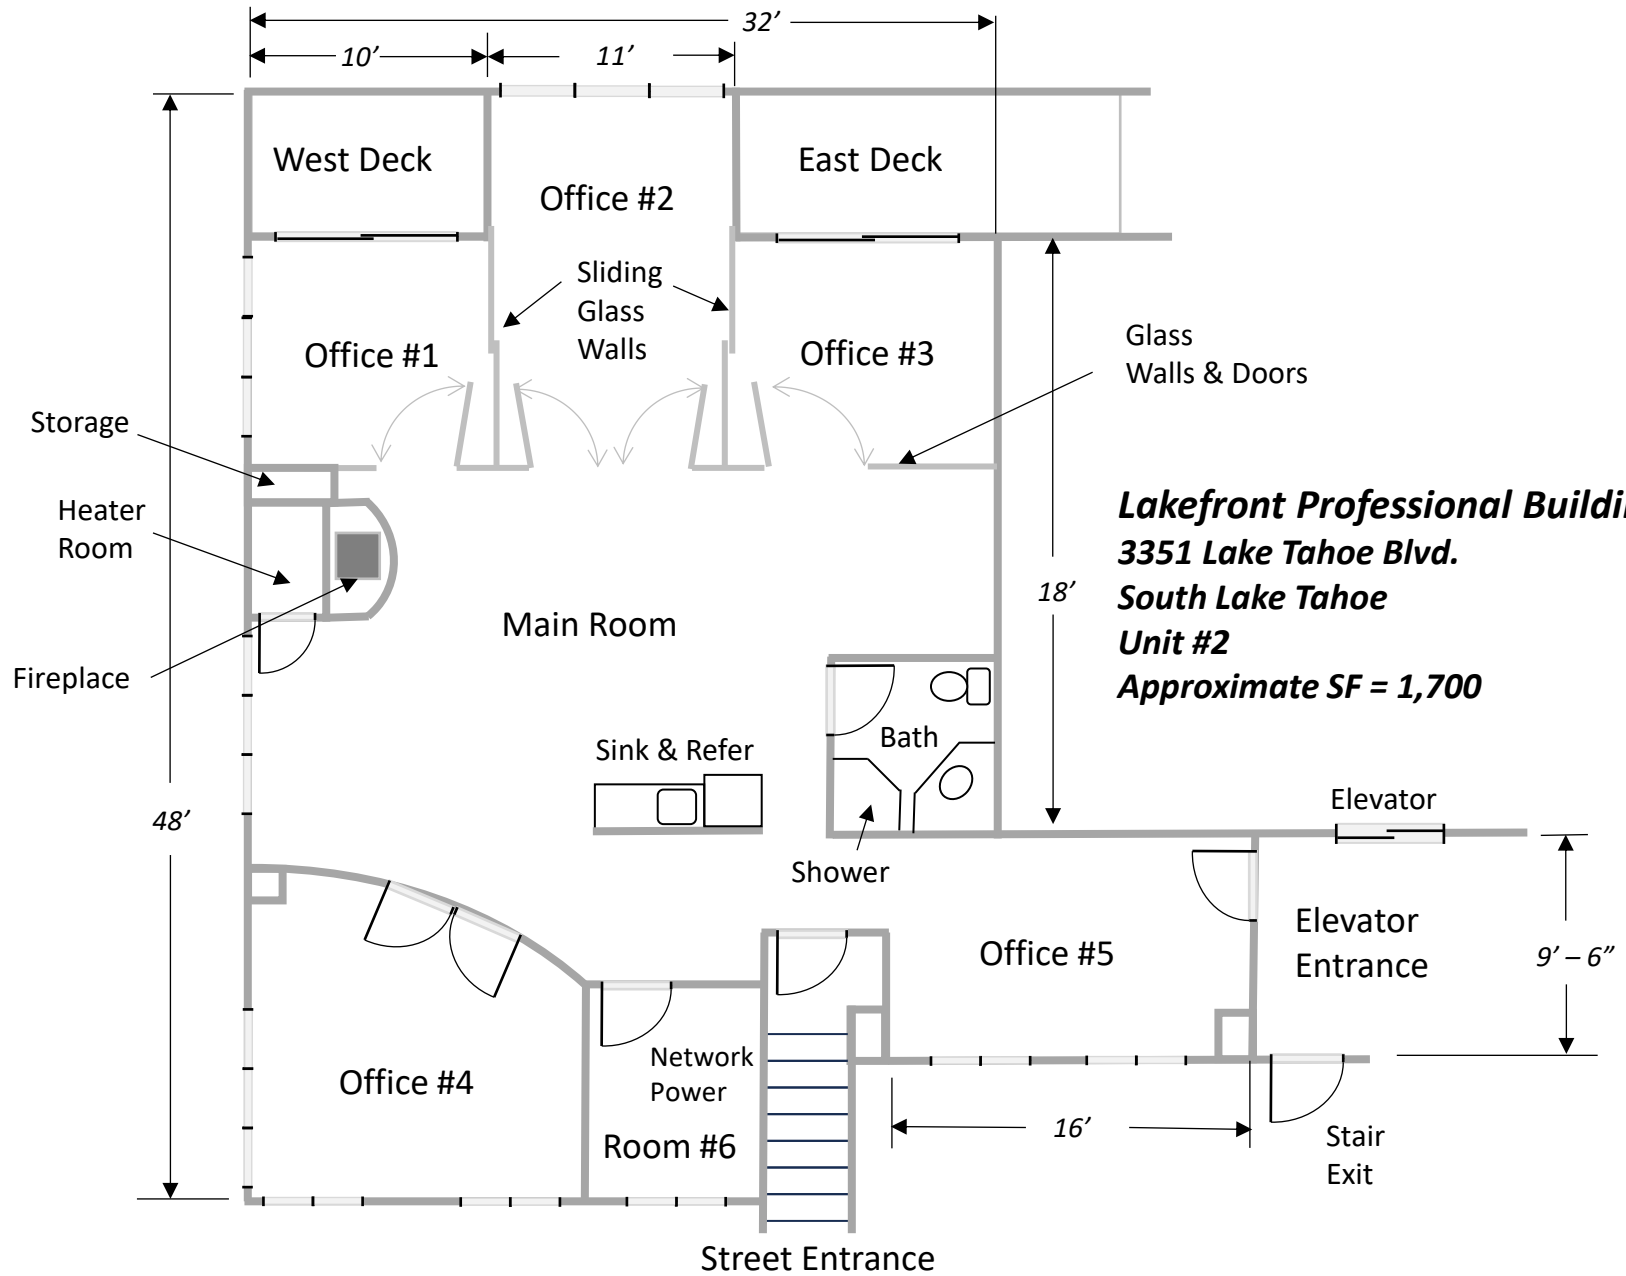 32’
10’
11’
West Deck
East Deck
Office #2
Sliding
Glass
Walls
Office #1
Office #3
Glass
Walls & Doors
Storage
Heater
Room
Lakefront Professional Buildi
3351 Lake Tahoe Blvd.
South Lake Tahoe
Unit #2
Approximate SF = 1,700
18’
Main Room
Fireplace
Sink & Refer
Bath
48’
Elevator
Shower
Elevator
Entrance
Office #5
9’ – 6”
Network
Power
Office #4
Room #6
16’
Stair
Exit
Street Entrance